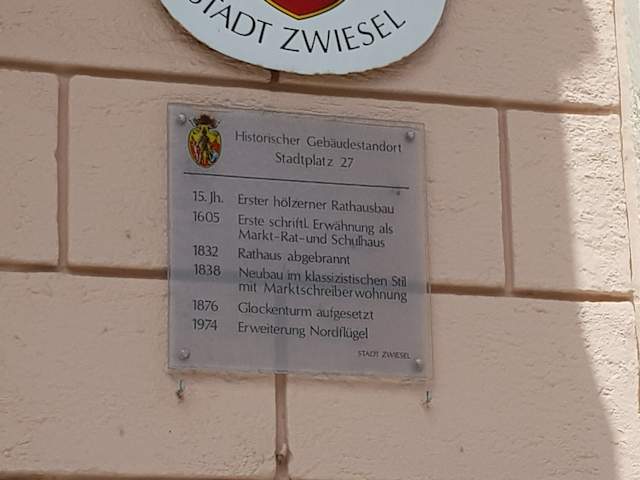 STADT ZWIESEL
Historischer Gebäudestandort
Stadtplatz 27
15. Jh. Erster hölzerner Rathausbau
1605 Erste schriftl. Erwähnung als
Markt-Rat-und Schulhaus
1832 Rathaus abgebrannt
1838 Neubau im klassizistischen Stil
mit Marktschreiberwohnung
1876 Glockenturm aufgesetzt
1974 Erweiterung Nordflügel
STADT ZWIESEL